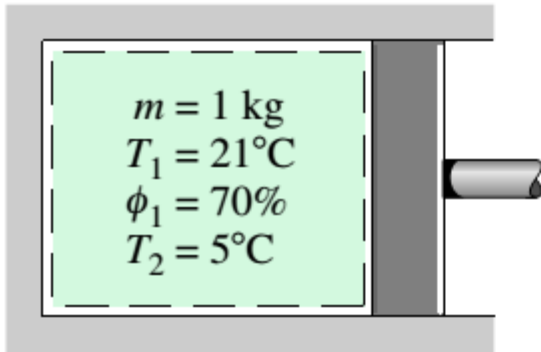 m = 1 kg
T₁ = 21°C
ϕ₁ = 70%
T₂ = 5°C